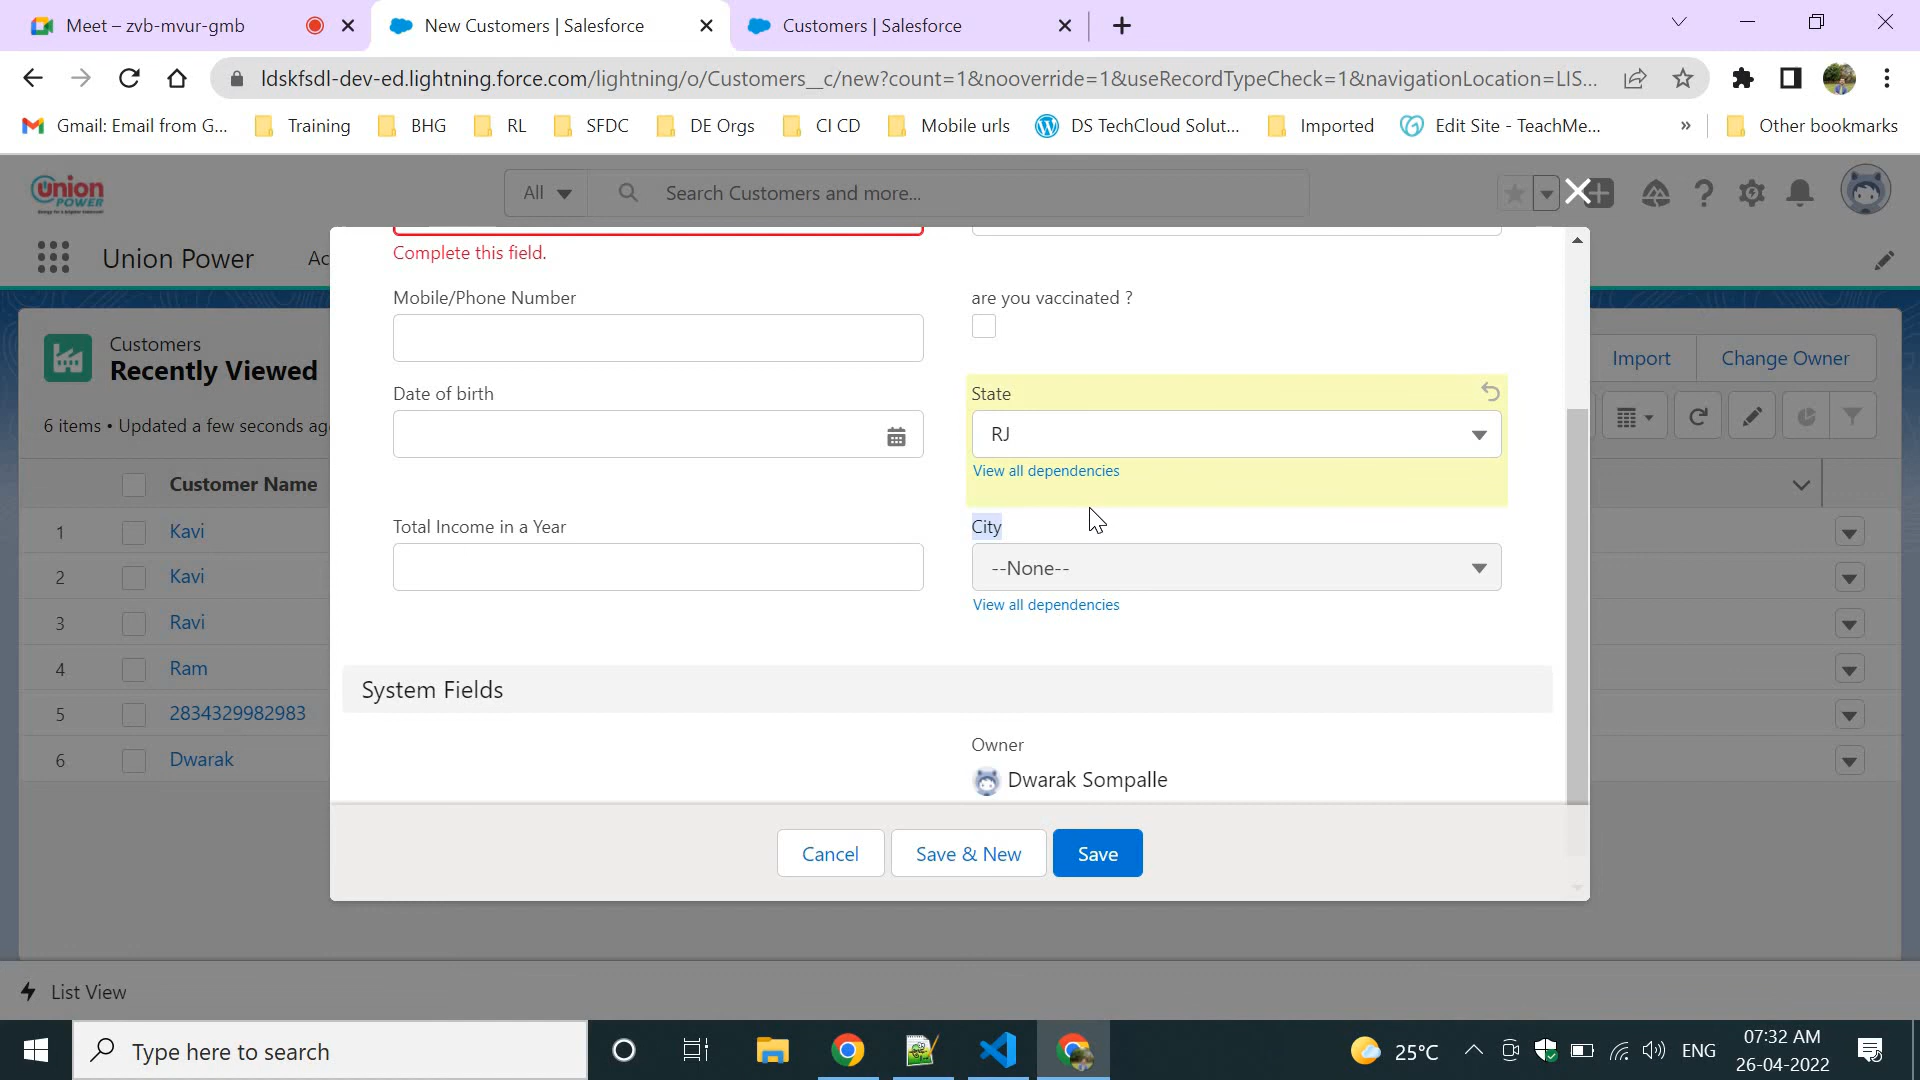 Meet – zvb-mvur-gmb
New Customers | Salesforce
Customers | Salesforce
ldskfsdl-dev-ed.lightning.force.com/lightning/o/Customers__c/new?count=1&nooverride=1&useRecordTypeCheck=1&navigationLocation=LIS...
Gmail: Email from G...
Training
BHG
RL
SFDC
DE Orgs
CI CD
Mobile urls
DS TechCloud Solut...
Imported
Edit Site - TeachMe...
»
Other bookmarks
union
POWER
All
Search Customers and more...
Union Power
Ac
Customers
Recently Viewed
Import
Change Owner
6 items • Updated a few seconds ag
Customer Name
1 Kavi
2 Kavi
3 Ravi
4 Ram
5 2834329982983
6 Dwarak
Complete this field.
Mobile/Phone Number
are you vaccinated ?
Date of birth
State
RJ
View all dependencies
Total Income in a Year
City
--None--
View all dependencies
System Fields
Owner
Dwarak Sompalle
Cancel
Save & New
Save
List View
Type here to search
25°C
ENG
07:32 AM
26-04-2022